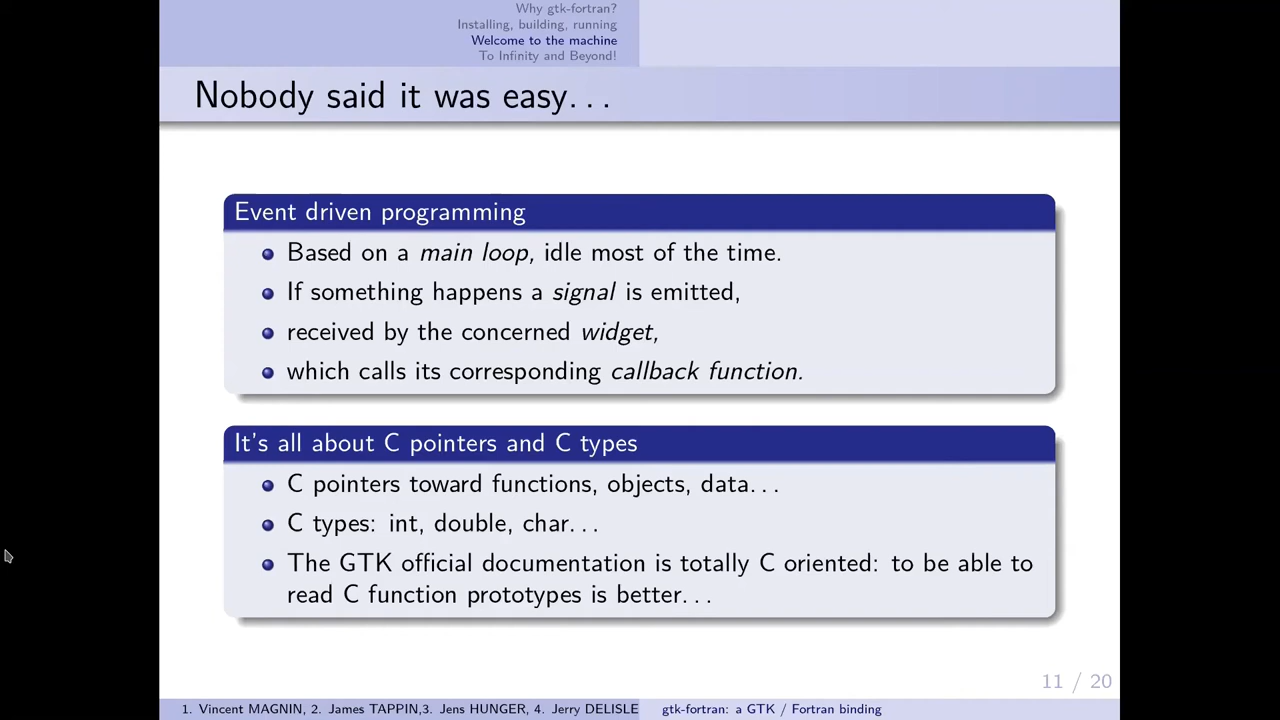 Why gtk-fortran?
Installing, building, running
Welcome to the machine
To Infinity and Beyond!
Nobody said it was easy. . .
Event driven programming
Based on a main loop, idle most of the time.
If something happens a signal is emitted,
received by the concerned widget,
which calls its corresponding callback function.
It's all about C pointers and C types
C pointers toward functions, objects, data. . .
C types: int, double, char. . .
The GTK official documentation is totally C oriented: to be able to
read C function prototypes is better. . .
11 / 20
1. Vincent MAGNIN, 2. James TAPPIN,3. Jens HUNGER, 4. Jerry DELISLE
gtk-fortran: a GTK / Fortran binding